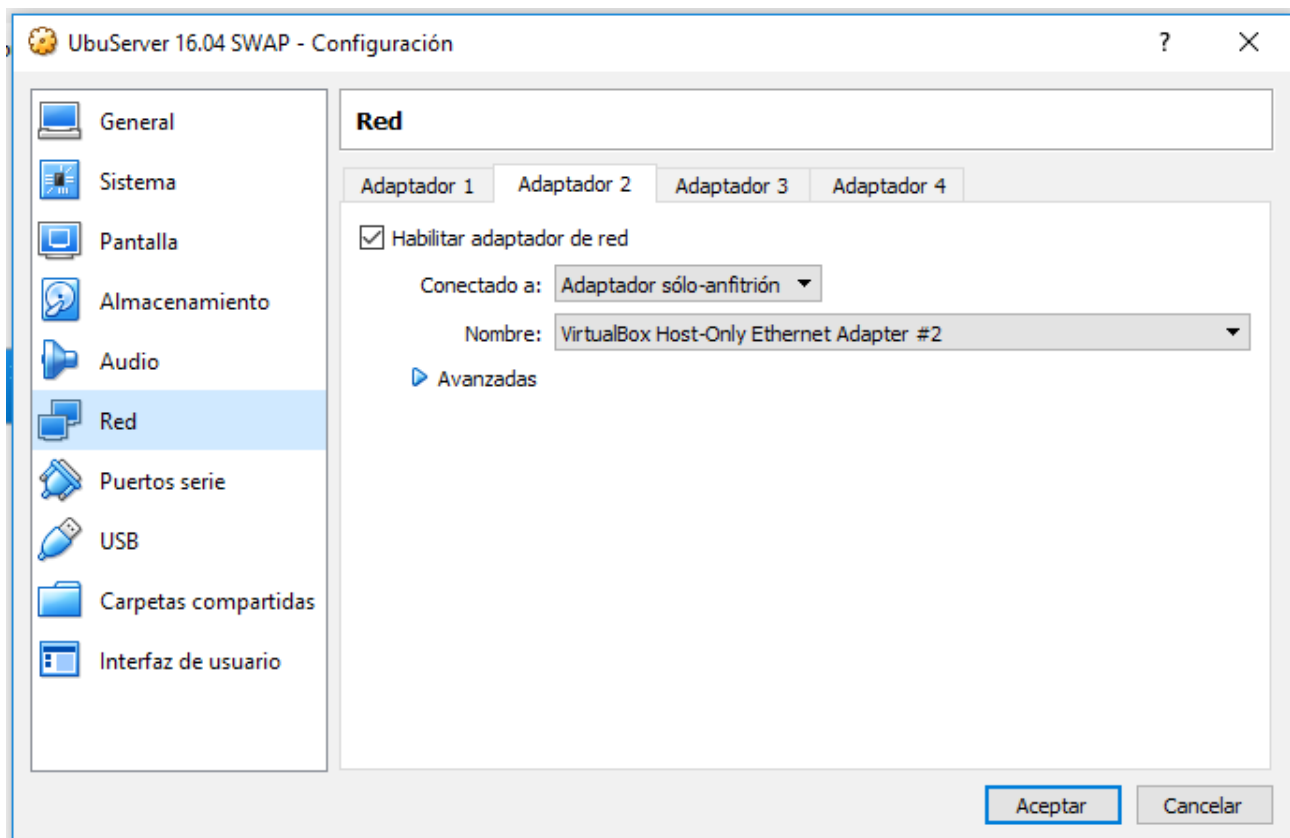 UbuServer 16.04 SWAP - Configuración
?
General
Sistema
Pantalla
Almacenamiento
Audio
Red
Puertos serie
USB
Carpetas compartidas
Interfaz de usuario
Red
Adaptador 1 Adaptador 2 Adaptador 3 Adaptador 4
Habilitar adaptador de red
Conectado a: Adaptador sólo-anfitrión
Nombre: VirtualBox Host-Only Ethernet Adapter #2
Avanzadas
Aceptar Cancelar